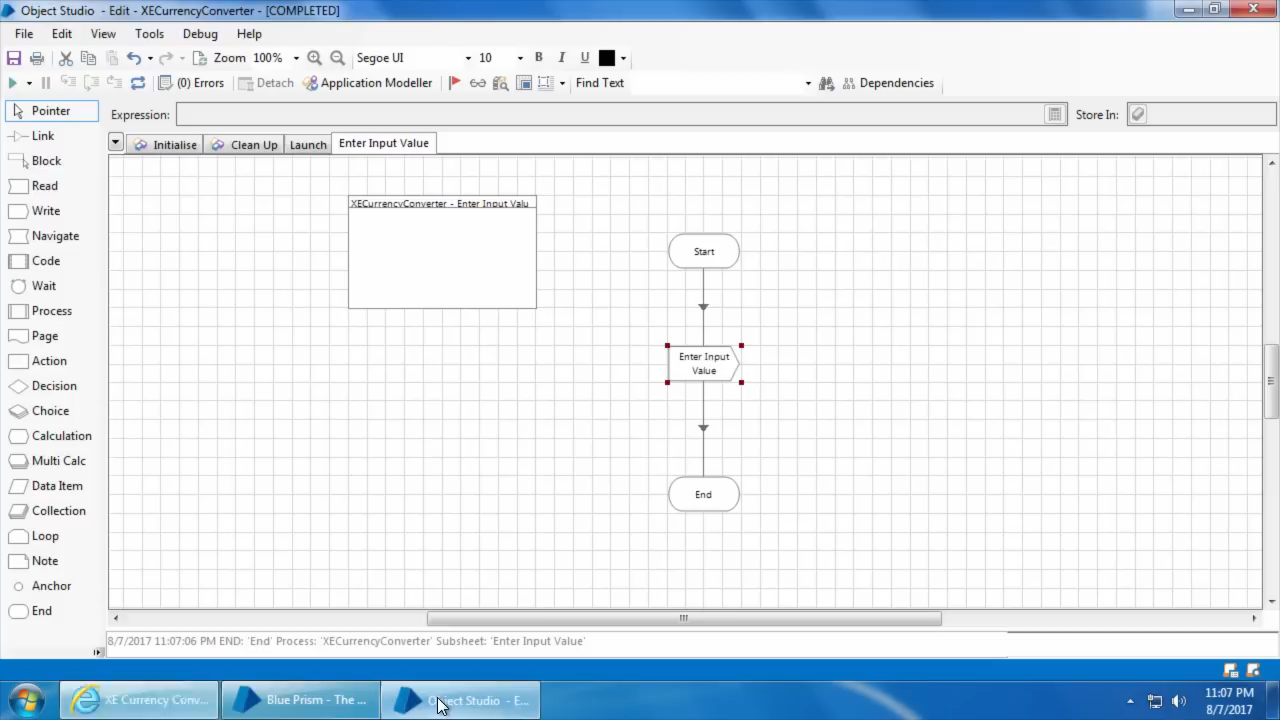 Object Studio - Edit - XECurrencyConverter - [COMPLETED]
File Edit View Tools Debug Help
Zoom 100% Segoe UI 10 B I U
(0) Errors Detach Application Modeller Find Text Dependencies
Pointer
Expression: Store In:
Link
Initialise Clean Up Launch Enter Input Value
Block
Read
Write
Navigate
Code
Wait
Process
Page
Action
Decision
Choice
Calculation
Multi Calc
Data Item
Collection
Loop
Note
Anchor
End
XECurrencyConverter - Enter Input Valu
Start
Enter Input
Value
End
8/7/2017 11:07:06 PM END: 'End' Process: 'XECurrencyConverter' Subsheet: 'Enter Input Value'
XE Currency Conv... Blue Prism - The ... Object Studio - E...
11:07 PM
8/7/2017